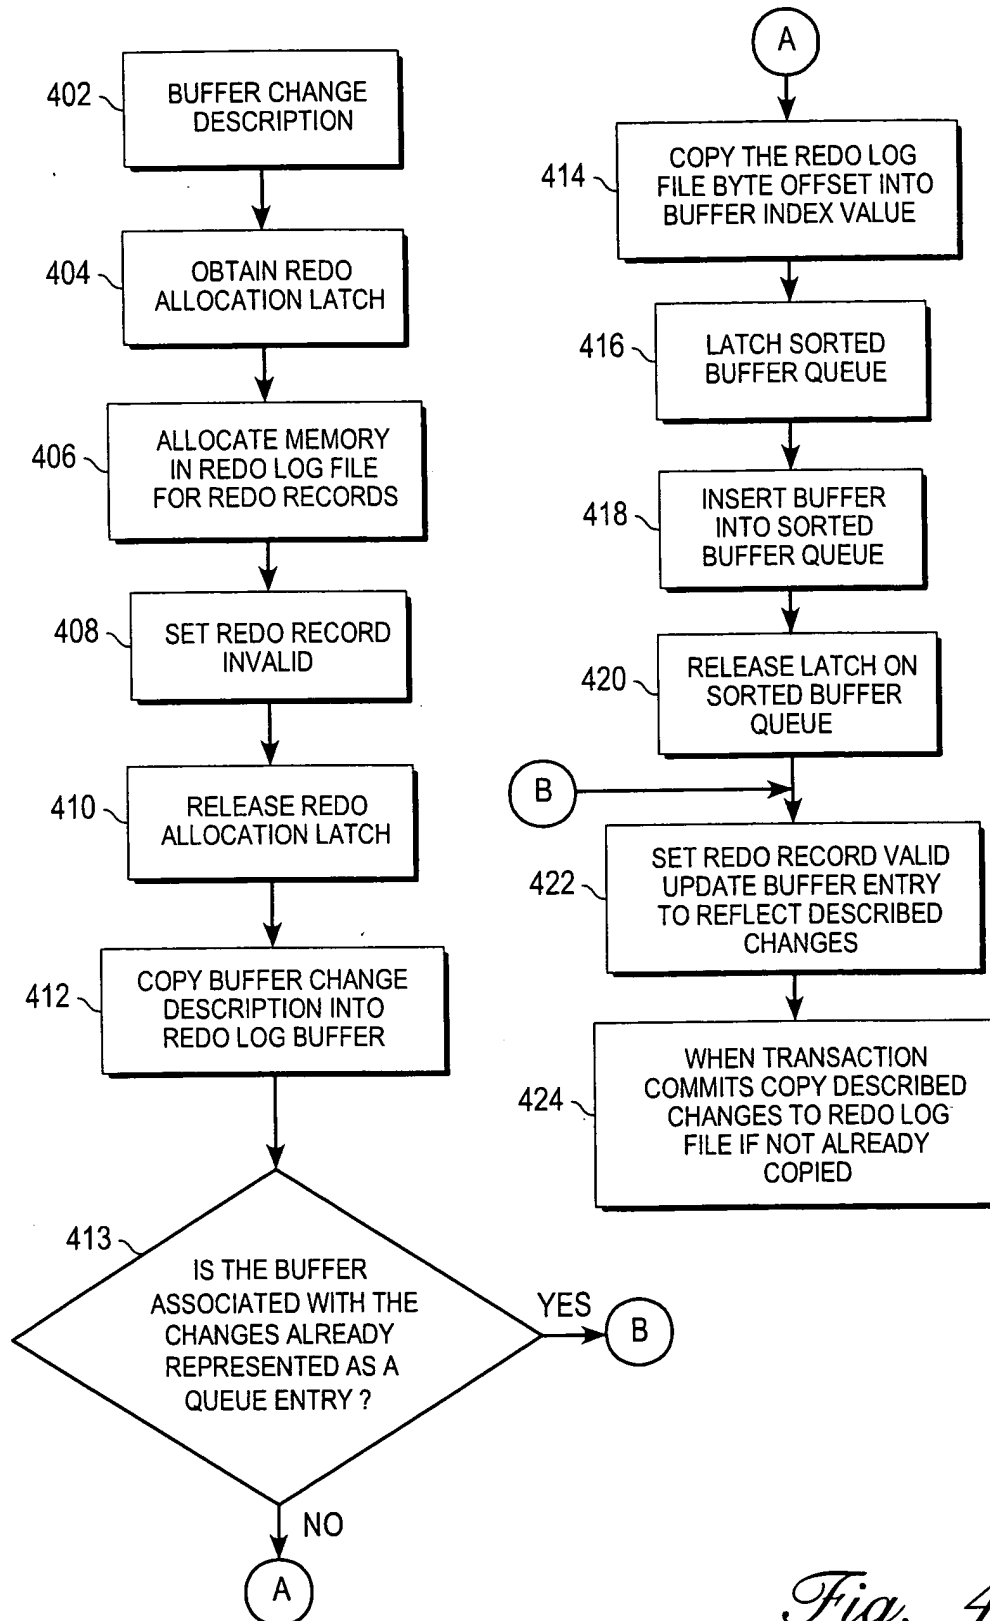 402
BUFFER CHANGE
DESCRIPTION
404
OBTAIN REDO
ALLOCATION LATCH
406
ALLOCATE MEMORY
IN REDO LOG FILE
FOR REDO RECORDS
408
SET REDO RECORD
INVALID
410
RELEASE REDO
ALLOCATION LATCH
412
COPY BUFFER CHANGE
DESCRIPTION INTO
REDO LOG BUFFER
413
IS THE BUFFER
ASSOCIATED WITH THE
CHANGES ALREADY
REPRESENTED AS A
QUEUE ENTRY ?
YES
B
NO
A
A
414
COPY THE REDO LOG
FILE BYTE OFFSET INTO
BUFFER INDEX VALUE
416
LATCH SORTED
BUFFER QUEUE
418
INSERT BUFFER
INTO SORTED
BUFFER QUEUE
420
RELEASE LATCH ON
SORTED BUFFER
QUEUE
B
422
SET REDO RECORD VALID
UPDATE BUFFER ENTRY
TO REFLECT DESCRIBED
CHANGES
424
WHEN TRANSACTION
COMMITS COPY DESCRIBED
CHANGES TO REDO LOG
FILE IF NOT ALREADY
COPIED
Fig. 4